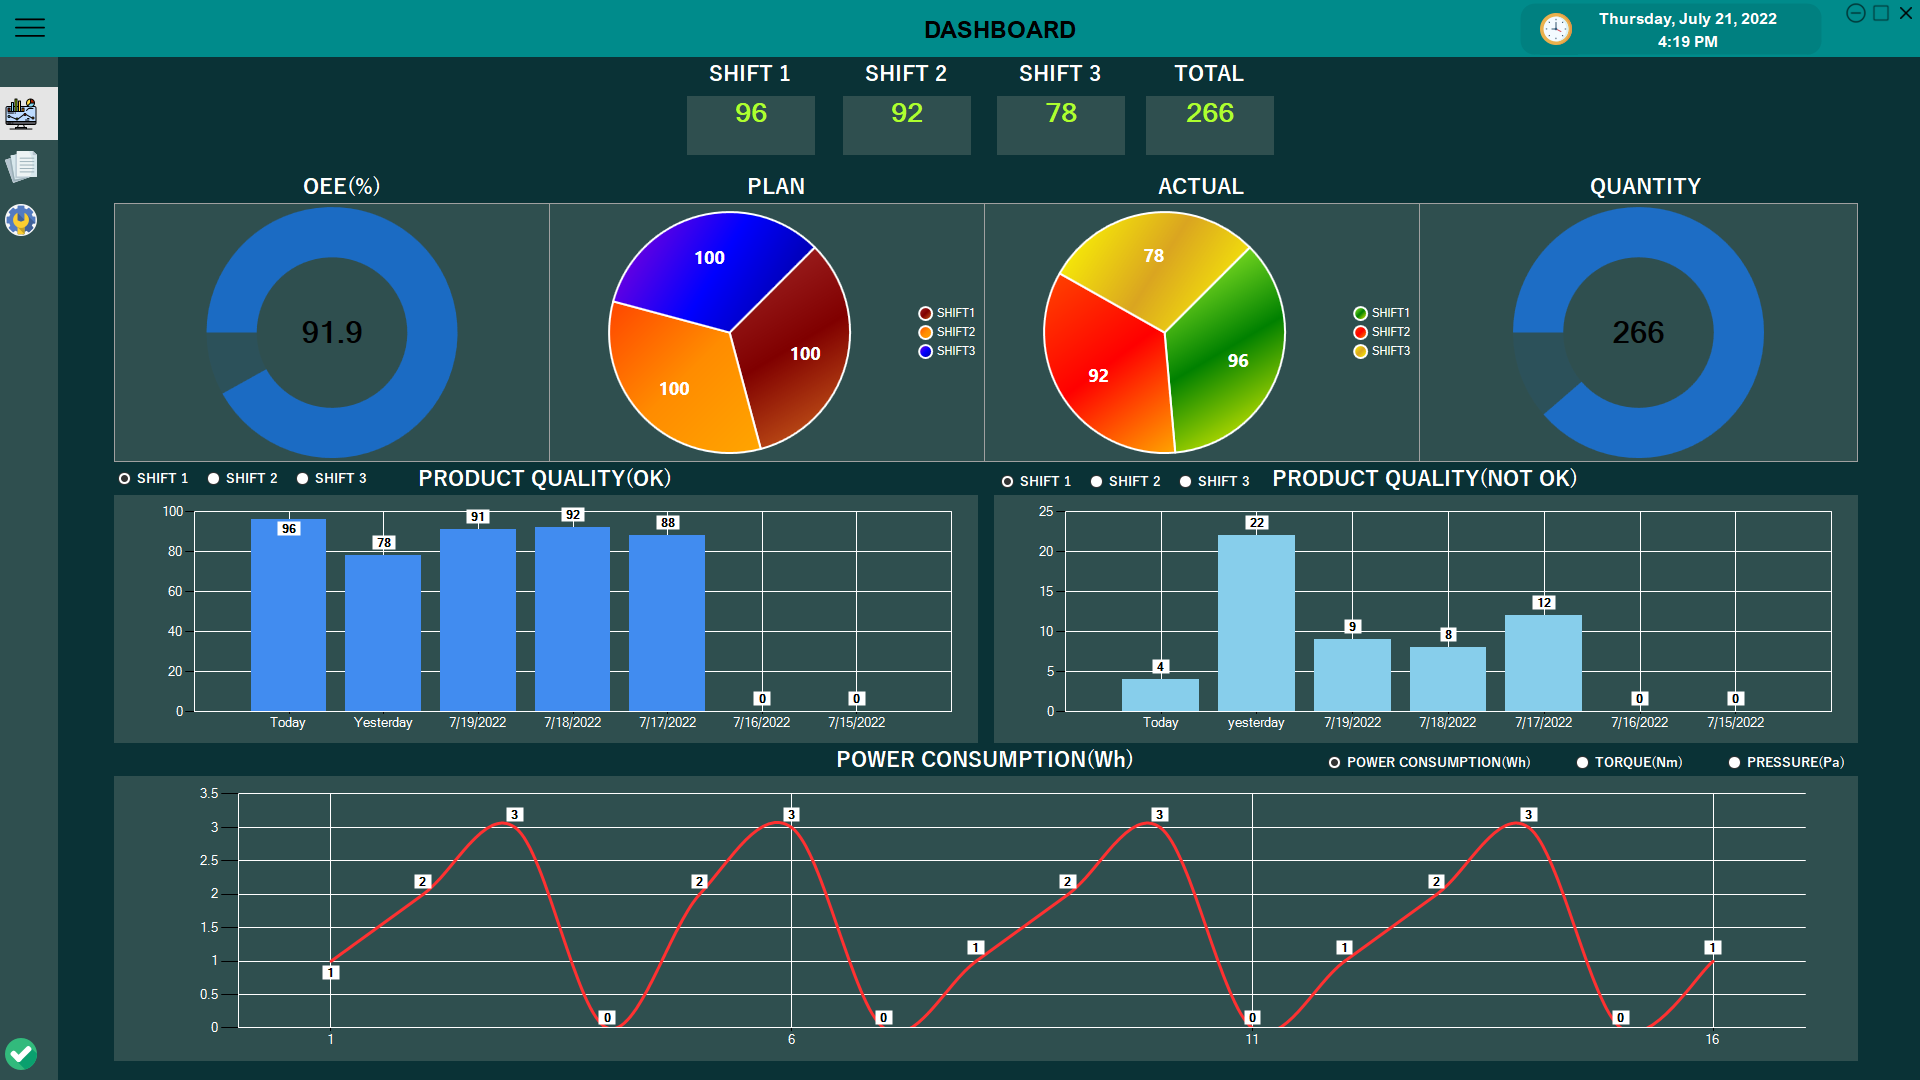 DASHBOARD
Thursday, July 21, 2022
4:19 PM
SHIFT 1 SHIFT 2 SHIFT 3 TOTAL
96 92 78 266
OEE(%) PLAN ACTUAL QUANTITY
91.9
100
100
100
SHIFT1
SHIFT2
SHIFT3
78
96
92
SHIFT1
SHIFT2
SHIFT3
266
SHIFT 1 SHIFT 2 SHIFT 3 PRODUCT QUALITY(OK)
100
80
60
40
20
0
96 78 91 92 88 0 0
Today Yesterday 7/19/2022 7/18/2022 7/17/2022 7/16/2022 7/15/2022
SHIFT 1 SHIFT 2 SHIFT 3 PRODUCT QUALITY(NOT OK)
25
20
15
10
5
0
4 22 9 8 12 0 0
Today yesterday 7/19/2022 7/18/2022 7/17/2022 7/16/2022 7/15/2022
POWER CONSUMPTION(Wh) POWER CONSUMPTION(Wh) TORQUE(Nm) PRESSURE(Pa)
3.5
3
2.5
2
1.5
1
0.5
0
1 2 3 0 2 3 0 1 2 3 0 1 2 3 0 1
1 6 11 16